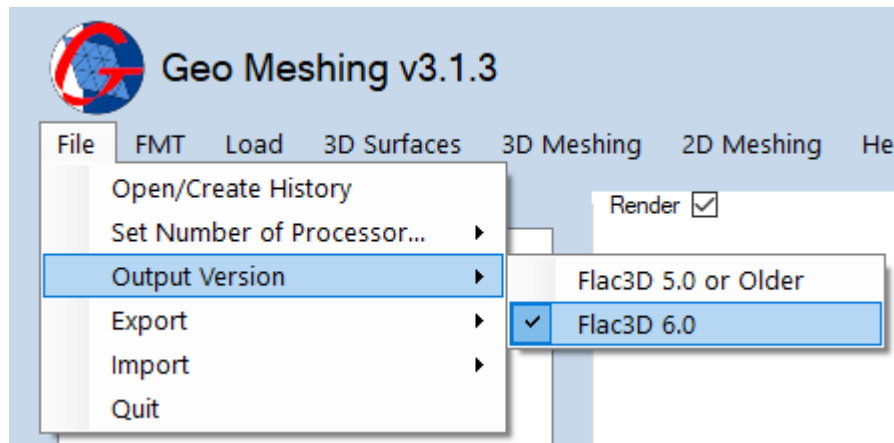 Geo Meshing v3.1.3
File FMT Load 3D Surfaces 3D Meshing 2D Meshing He
Open/Create History
Render
Set Number of Processor...
Output Version
Flac3D 5.0 or Older
Export
Flac3D 6.0
Import
Quit